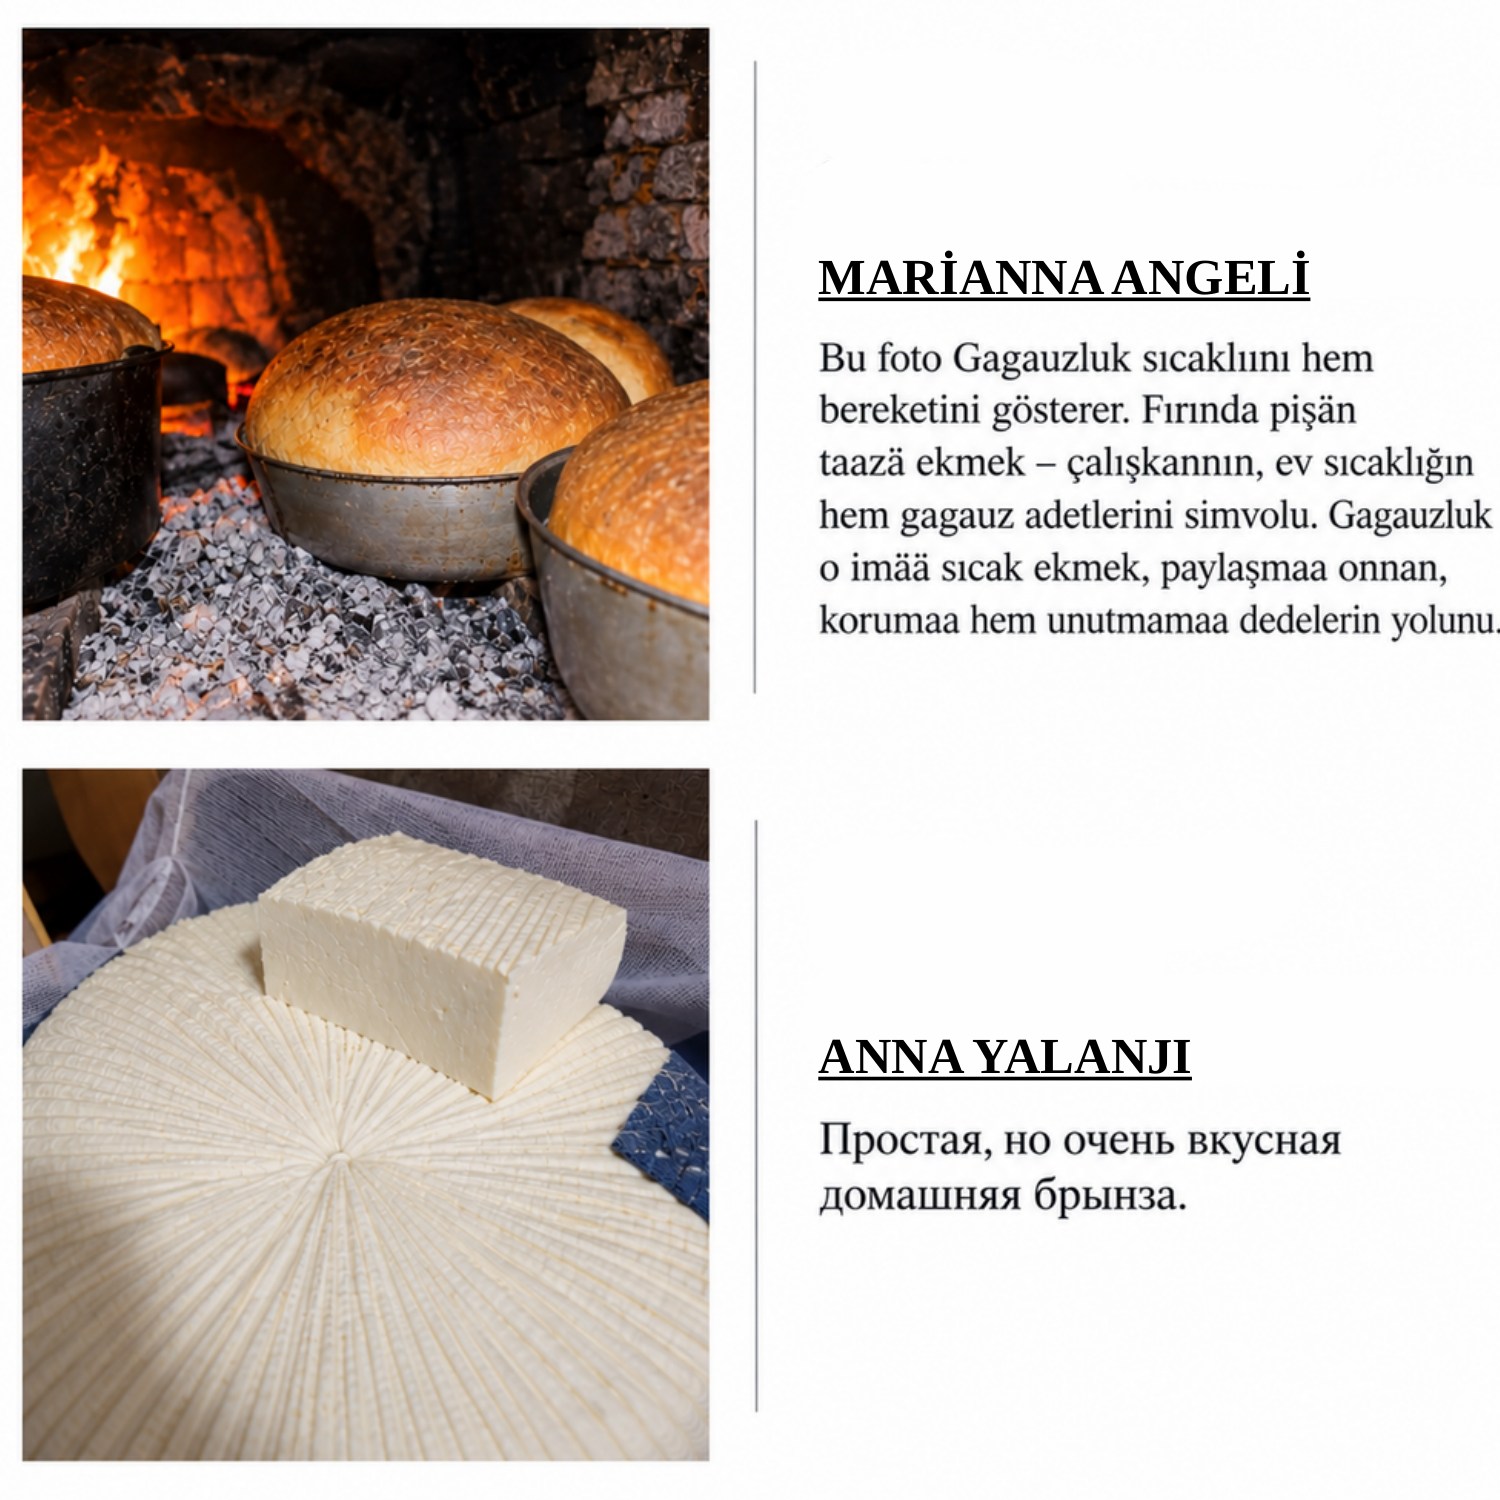 MARİANNA ANGELİ
Bu foto Gagauzluk sıcaklıını hem
bereketini gösterer. Fırında pişän
taazä ekmek – çalışkannın, ev sıcaklığın
hem gagauz adetlerini simvolu. Gagauzluk
o imää sıcak ekmek, paylaşmaa onnan,
korumaa hem unutmamaa dedelerin yolunu.
ANNA YALANJI
Простая, но очень вкусная
домашняя брынза.